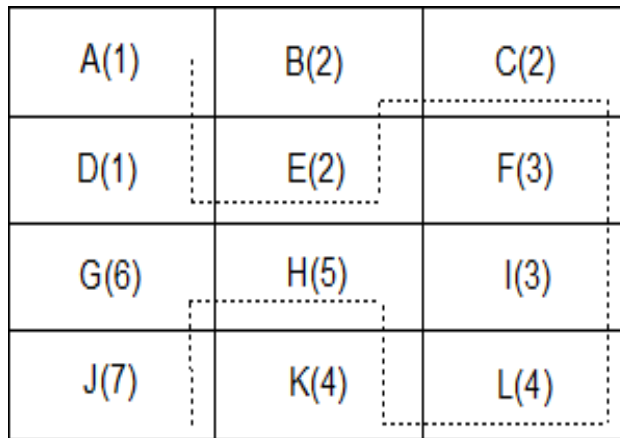 A(1) B(2) C(2)
D(1) E(2) F(3)
G(6) H(5) I(3)
J(7) K(4) L(4)